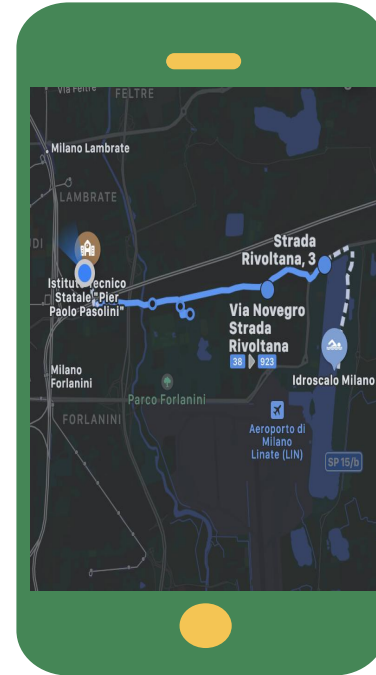 Via Feltre
FELTRE
Milano Lambrate
LAMBRATE
Strada
Rivoltana, 3
Istituto Tecnico
Statale "Pier
Paolo Pasolini"
Via Novegro
Strada
Rivoltana
38 923
Milano
Forlanini
Idroscalo Milano
Parco Forlanini
FORLANINI
Aeroporto di
Milano
Linate (LIN)
SP 15/b